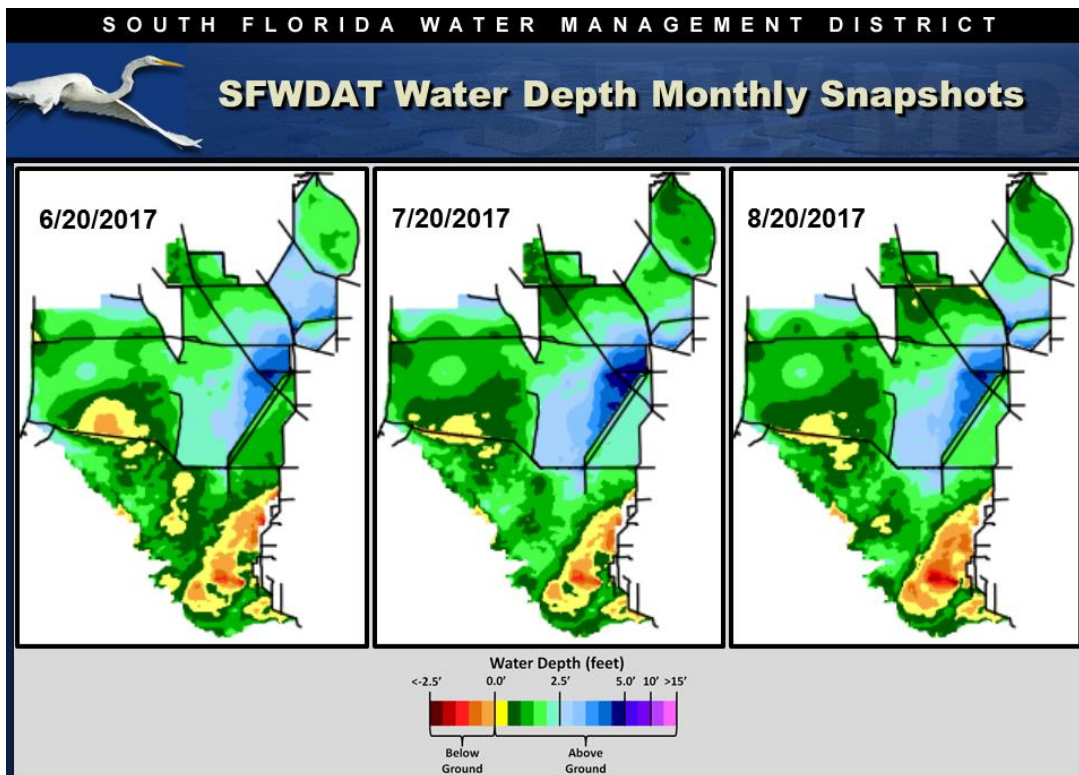 SOUTH FLORIDA WATER MANAGEMENT DISTRICT
SFWDAT Water Depth Monthly Snapshots
6/20/2017
7/20/2017
8/20/2017
Water Depth (feet)
<-2.5' 0.0' 2.5' 5.0' 10' >15'
Below Ground
Above Ground